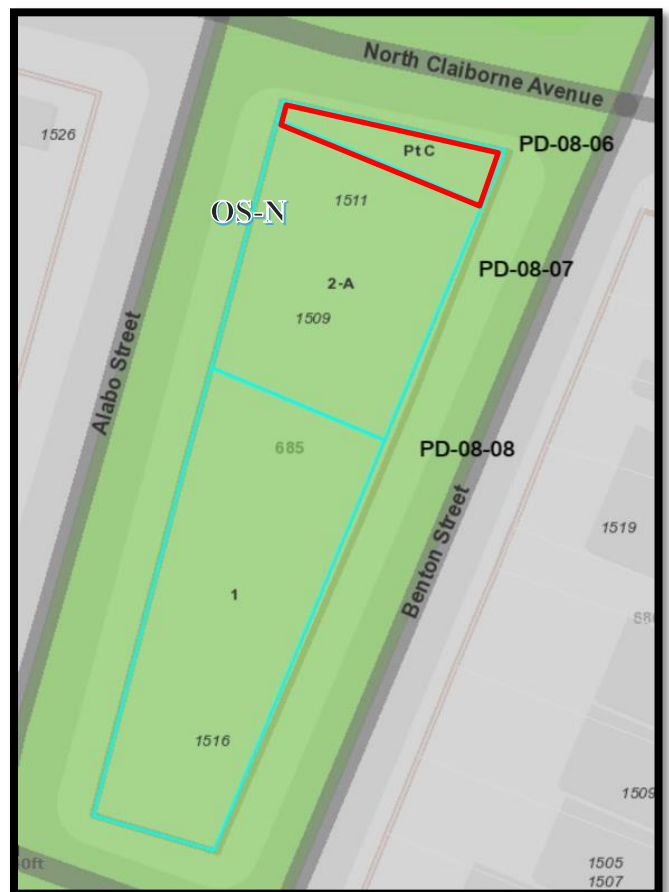 North Claiborne Avenue
1526
Pt C
PD-08-06
1511
OS-N
PD-08-07
2-A
1509
Alabo Street
685
PD-08-08
Benton Street
1519
1
1516
1509
0ft
1505
1507